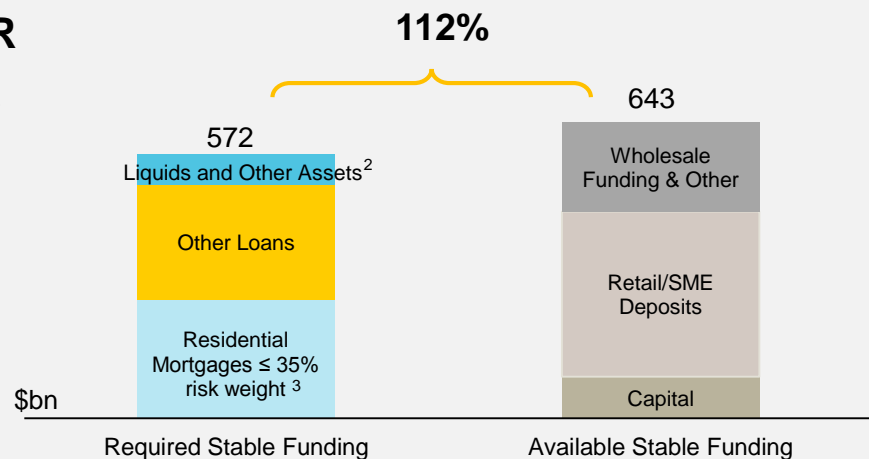 R
112%
572
643
Liquids and Other Assets2
Wholesale
Funding & Other
Other Loans
Retail/SME
Deposits
Residential
Mortgages ≤ 35%
risk weight 3
Capital
$bn
Required Stable Funding
Available Stable Funding